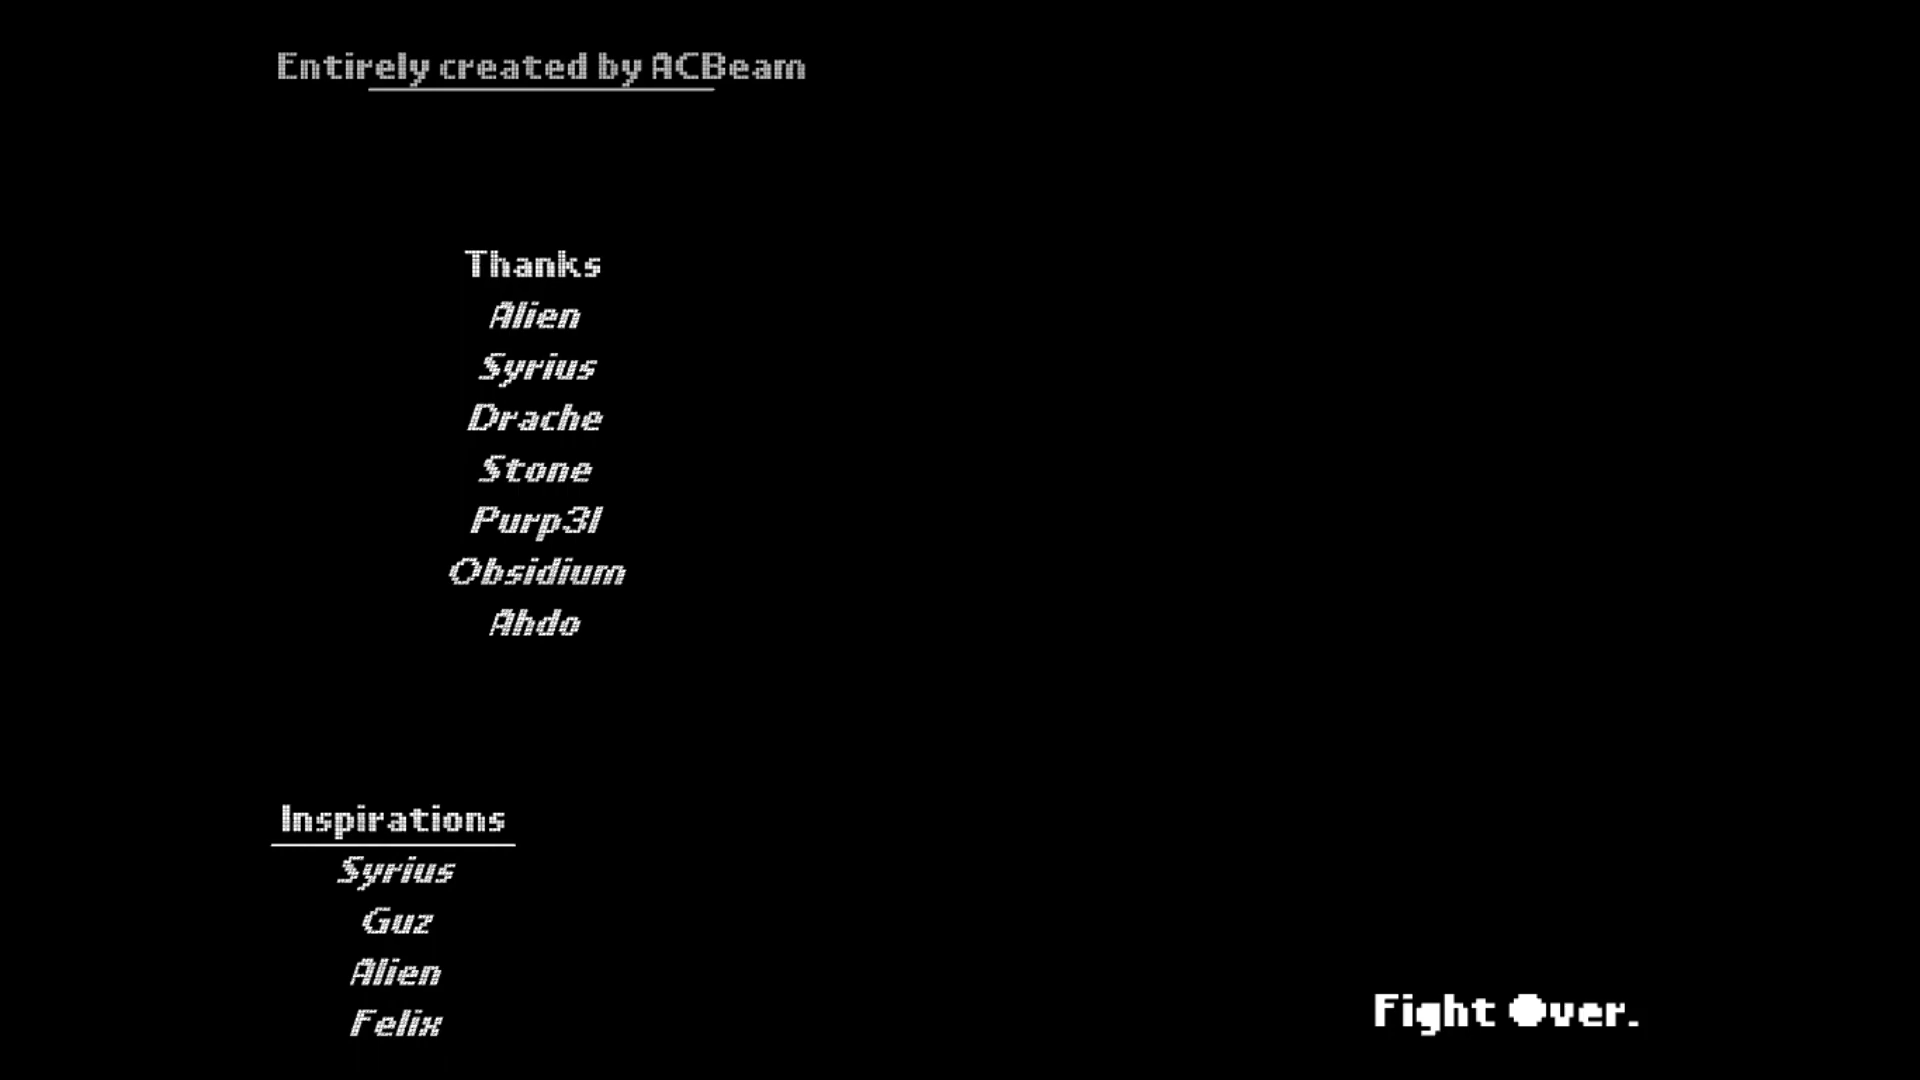 Entirely created by ACBeam
Thanks
Alien
Syrius
Drache
Stone
Purp3l
Obsidium
Ahdo
Inspirations
Syrius
Guz
Alien
Felix
Fight Over.